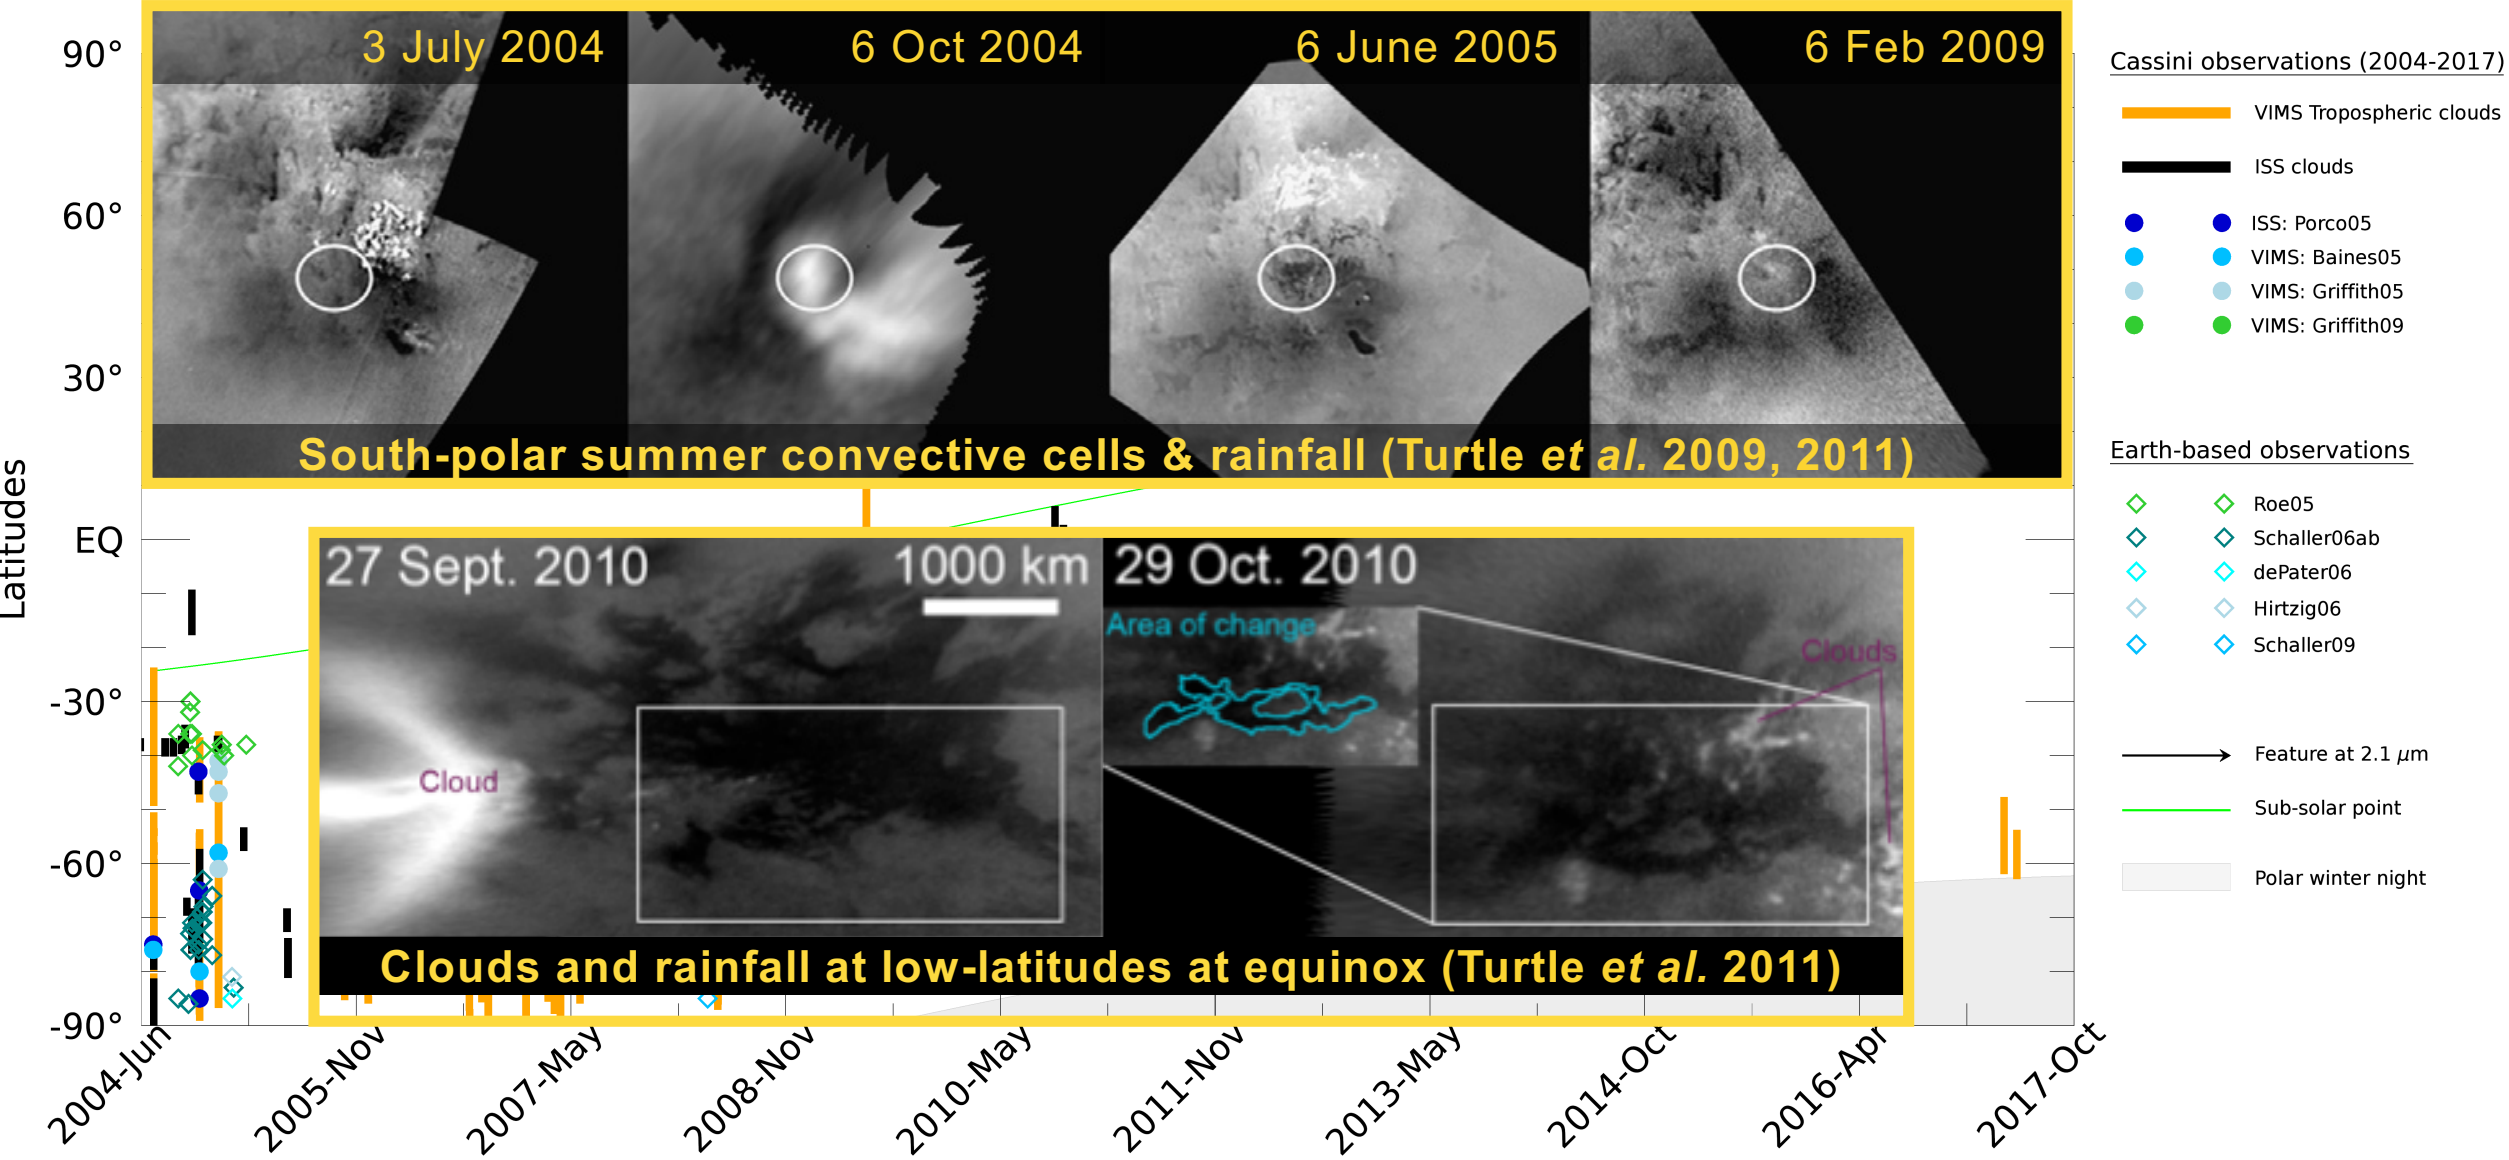 3 July 2004
6 Oct 2004
6 June 2005
6 Feb 2009
South-polar summer convective cells & rainfall (Turtle et al. 2009, 2011)
27 Sept. 2010
1000 km
29 Oct. 2010
Area of change
Clouds
Cloud
Clouds and rainfall at low-latitudes at equinox (Turtle et al. 2011)
Latitudes
90°
60°
30°
EQ
-30°
-60°
-90°
2004-Jun
2005-Nov
2007-May
2008-Nov
2010-May
2011-Nov
2013-May
2014-Oct
2016-Apr
2017-Oct
Cassini observations (2004-2017)
VIMS Tropospheric clouds
ISS clouds
ISS: Porco05
VIMS: Baines05
VIMS: Griffith05
VIMS: Griffith09
Earth-based observations
Roe05
Schaller06ab
dePater06
Hirtzig06
Schaller09
Feature at 2.1 μm
Sub-solar point
Polar winter night